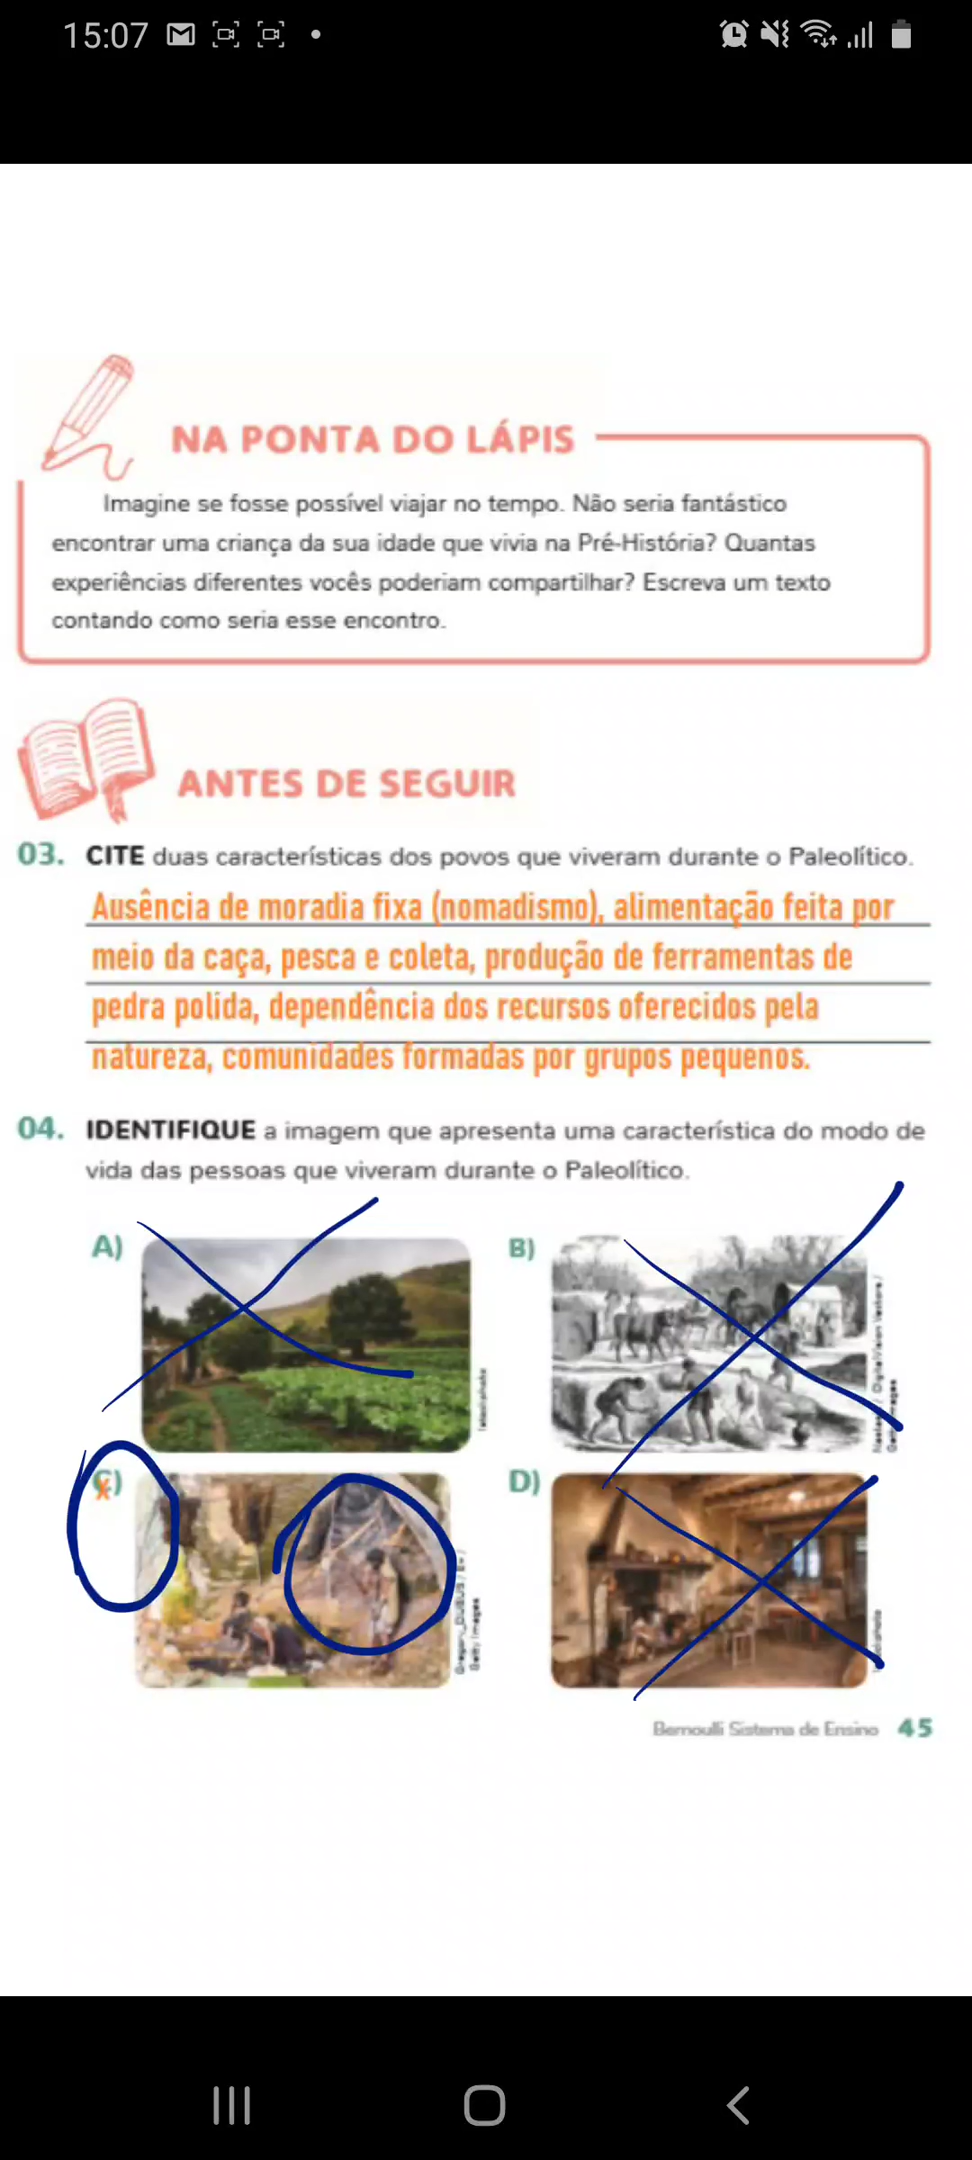 15:07
NA PONTA DO LÁPIS
Imagine se fosse possível viajar no tempo. Não seria fantástico
encontrar uma criança da sua idade que vivia na Pré-História? Quantas
experiências diferentes vocês poderiam compartilhar? Escreva um texto
contando como seria esse encontro.
ANTES DE SEGUIR
03. CITE duas características dos povos que viveram durante o Paleolítico.
Ausência de moradia fixa (nomadismo), alimentação feita por
meio da caça, pesca e coleta, produção de ferramentas de
pedra polida, dependência dos recursos oferecidos pela
natureza, comunidades formadas por grupos pequenos.
04. IDENTIFIQUE a imagem que apresenta uma característica do modo de
vida das pessoas que viveram durante o Paleolítico.
A)
B)
C)
D)
Getty Images
Bernoulli Sistema de Ensino 45